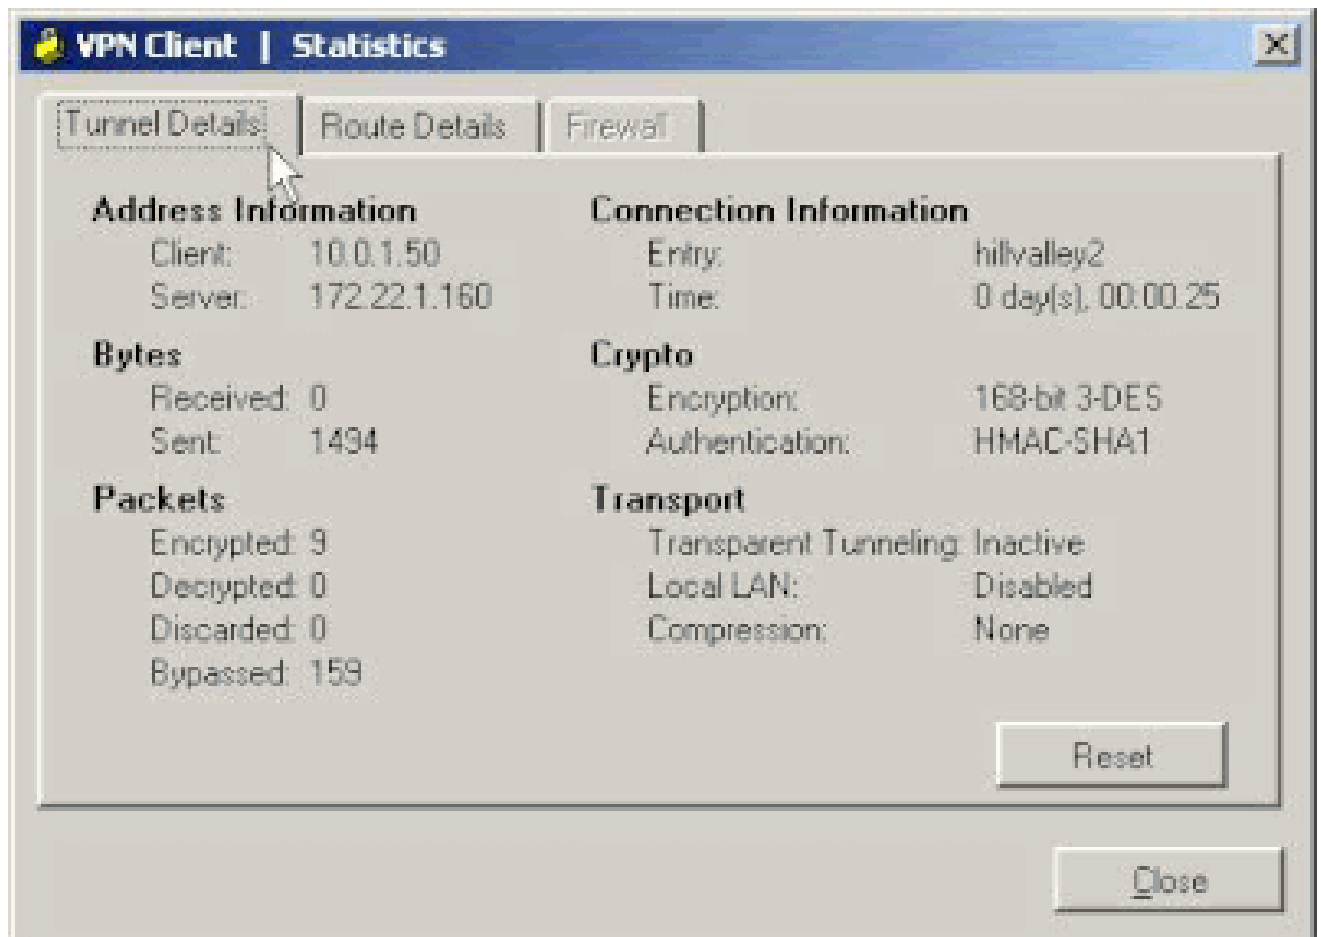 VPN Client | Statistics
Tunnel Details
Route Details
Firewall
Address Information
Client: 10.0.1.50
Server: 172.22.1.160
Connection Information
Entry: hillvalley2
Time: 0 day(s), 00:00.25
Bytes
Received: 0
Sent: 1494
Crypto
Encryption: 168-bit 3-DES
Authentication: HMAC-SHA1
Packets
Encrypted: 9
Decrypted: 0
Discarded: 0
Bypassed: 159
Transport
Transparent Tunneling: Inactive
Local LAN: Disabled
Compression: None
Reset
Close